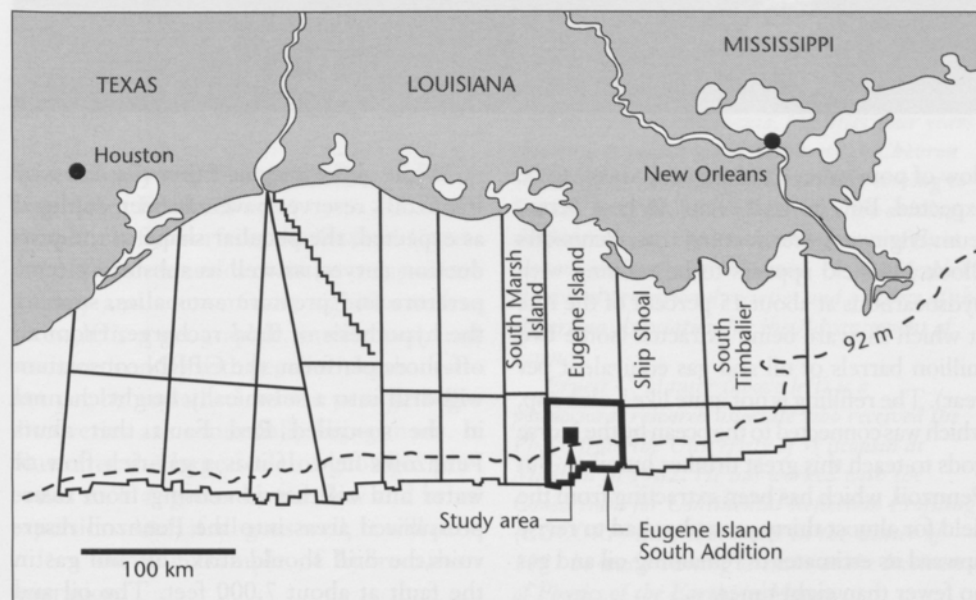 MISSISSIPPI
TEXAS
LOUISIANA
Houston
New Orleans
South Marsh
Island
Eugene Island
Ship Shoal
South
Timbalier
92 m
Study area
Eugene Island
South Addition
100 km